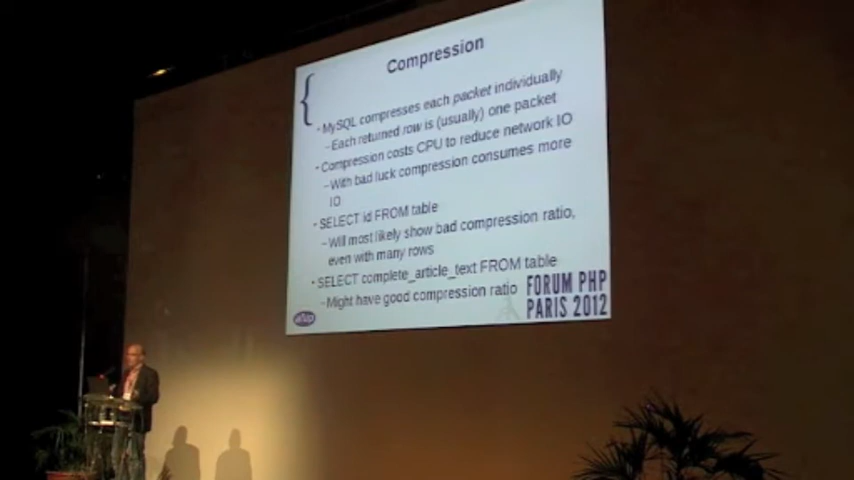 Compression
{
· MySQL compresses each packet individually
–Each returned row is (usually) one packet
· Compression costs CPU to reduce network IO
–With bad luck compression consumes more
IO
· SELECT id FROM table
–Will most likely show bad compression ratio,
even with many rows
· SELECT complete_article_text FROM table
–Might have good compression ratio
FORUM PHP
PARIS 2012
afup